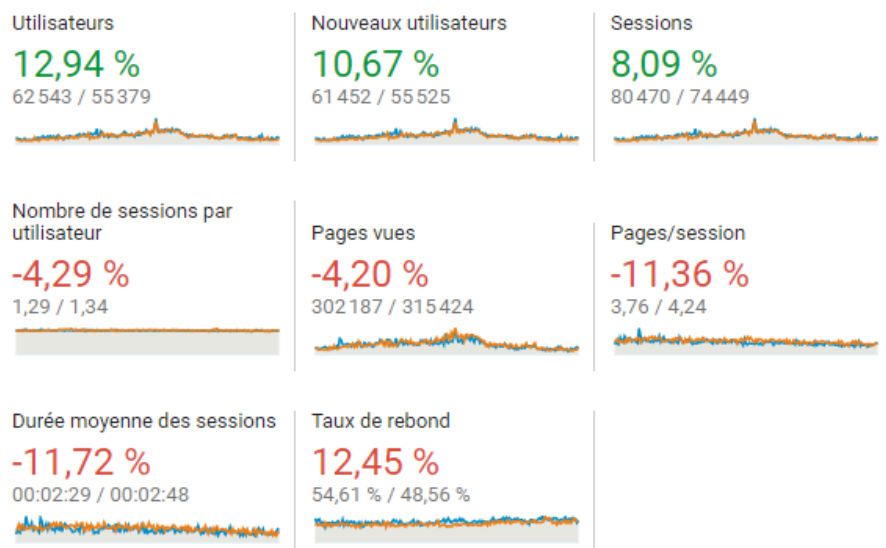 Utilisateurs
12,94 %
62 543 / 55 379
Nouveaux utilisateurs
10,67 %
61 452 / 55 525
Sessions
8,09 %
80 470 / 74 449
Nombre de sessions par
utilisateur
-4,29 %
1,29 / 1,34
Pages vues
-4,20 %
302 187 / 315 424
Pages/session
-11,36 %
3,76 / 4,24
Durée moyenne des sessions
-11,72 %
00:02:29 / 00:02:48
Taux de rebond
12,45 %
54,61 % / 48,56 %